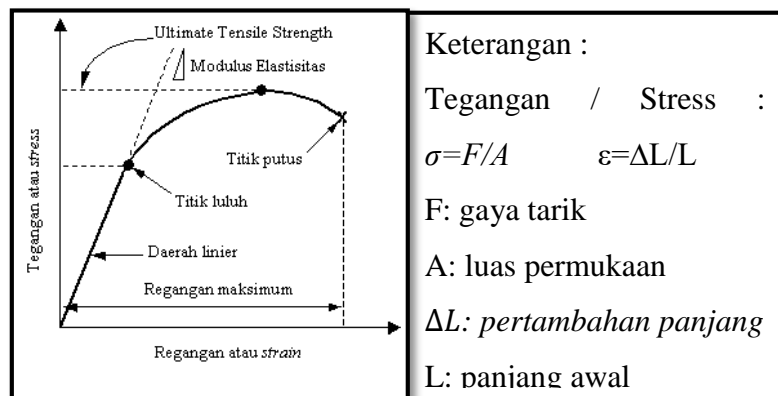 Ultimate Tensile Strength
Modulus Elastisitas
Titik putus
Titik luluh
Daerah linier
Regangan maksimum
Tegangan atau stress
Regangan atau strain
Keterangan :
Tegangan / Stress :
σ=F/A ε=ΔL/L
F: gaya tarik
A: luas permukaan
ΔL: pertambahan panjang
L: panjang awal